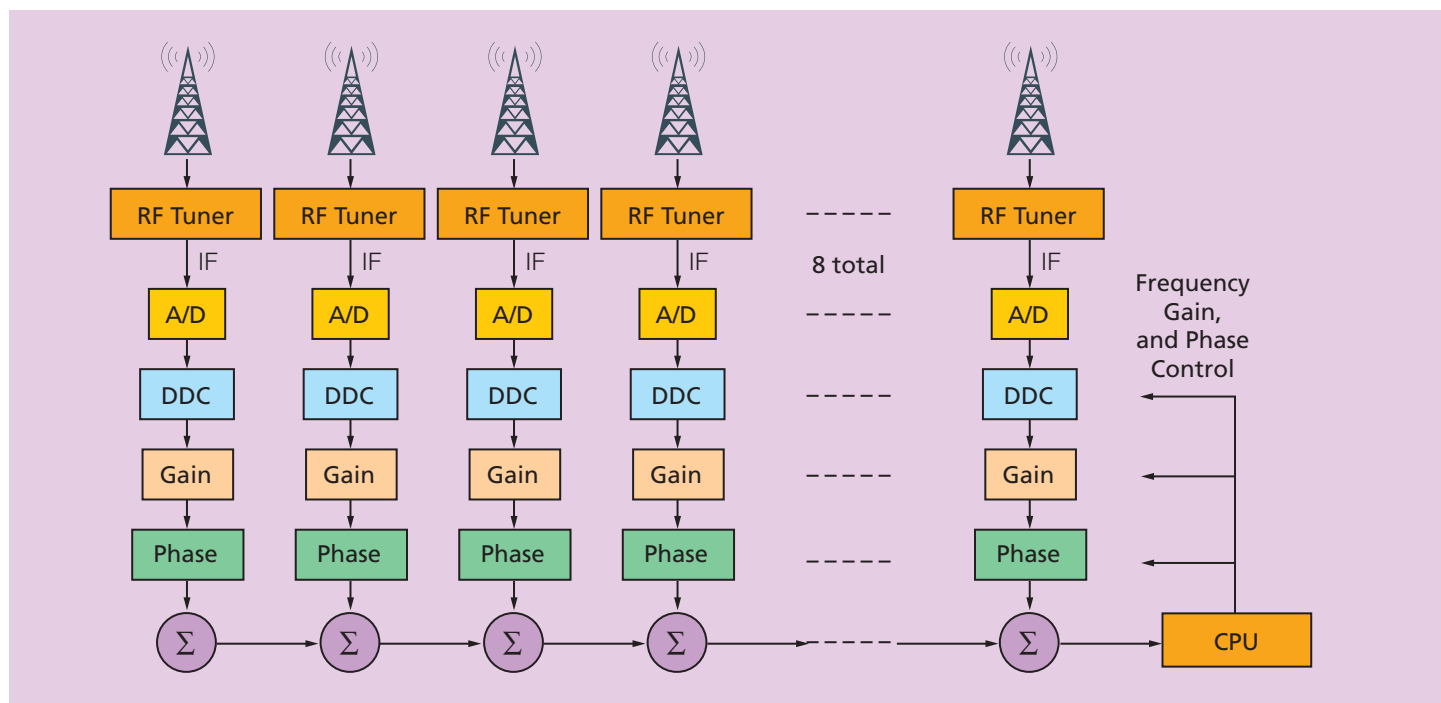 RF Tuner RF Tuner RF Tuner RF Tuner RF Tuner
IF IF IF IF 8 total IF
Frequency
Gain,
and Phase
Control
A/D A/D A/D A/D A/D
DDC DDC DDC DDC DDC
Gain Gain Gain Gain Gain
Phase Phase Phase Phase Phase
Σ Σ Σ Σ Σ CPU